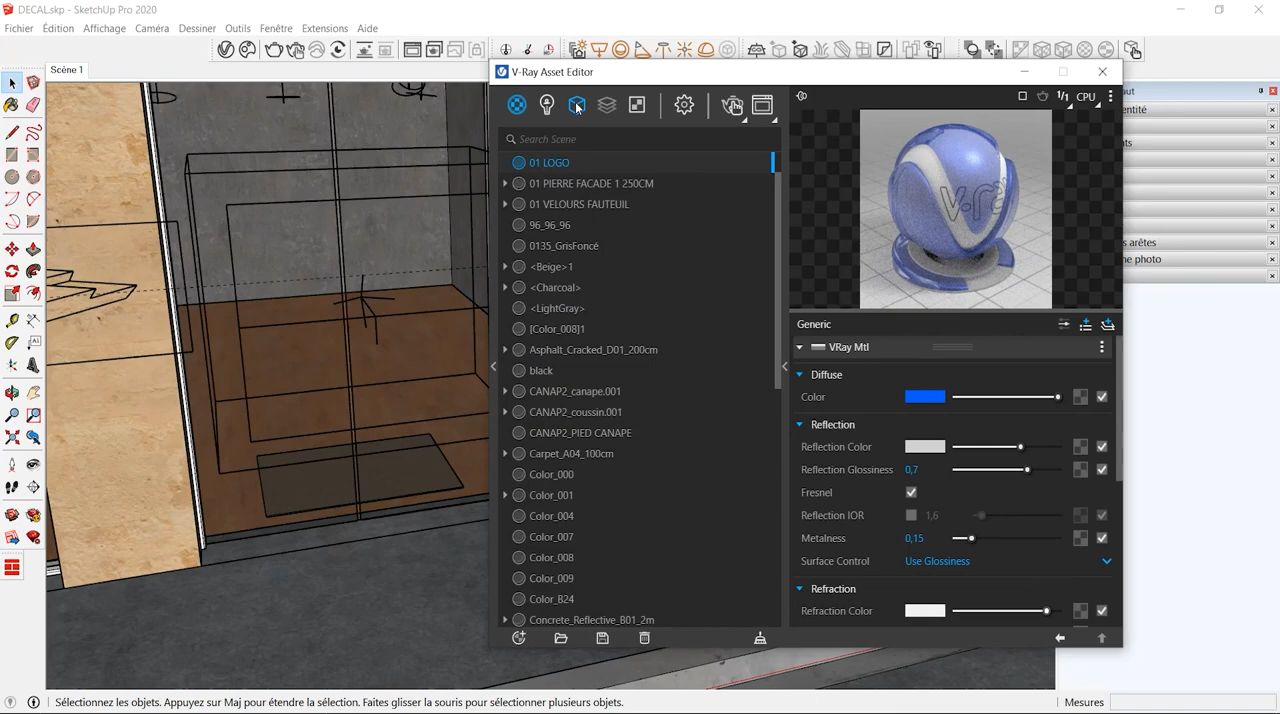 DECAL.skp - SketchUp Pro 2020
Fichier Édition Affichage Caméra Dessiner Outils Fenêtre Extensions Aide
Scène 1
V-Ray Asset Editor
1/1 CPU
Search Scene
01 LOGO
01 PIERRE FACADE 1 250CM
01 VELOURS FAUTEUIL
96_96_96
0135_GrisFoncé
<Beige>1
<Charcoal>
<LightGray>
[Color_008]1
Asphalt_Cracked_D01_200cm
black
CANAP2_canape.001
CANAP2_coussin.001
CANAP2_PIED CANAPE
Carpet_A04_100cm
Color_000
Color_001
Color_004
Color_007
Color_008
Color_009
Color_B24
Concrete_Reflective_B01_2m
Generic
VRay Mtl
Diffuse
Color
Reflection
Reflection Color
Reflection Glossiness 0,7
Fresnel
Reflection IOR 1,6
Metalness 0,15
Surface Control Use Glossiness
Refraction
Refraction Color
aut
entité
nts
s arêtes
ne photo
Sélectionnez les objets. Appuyez sur Maj pour étendre la sélection. Faites glisser la souris pour sélectionner plusieurs objets.
Mesures